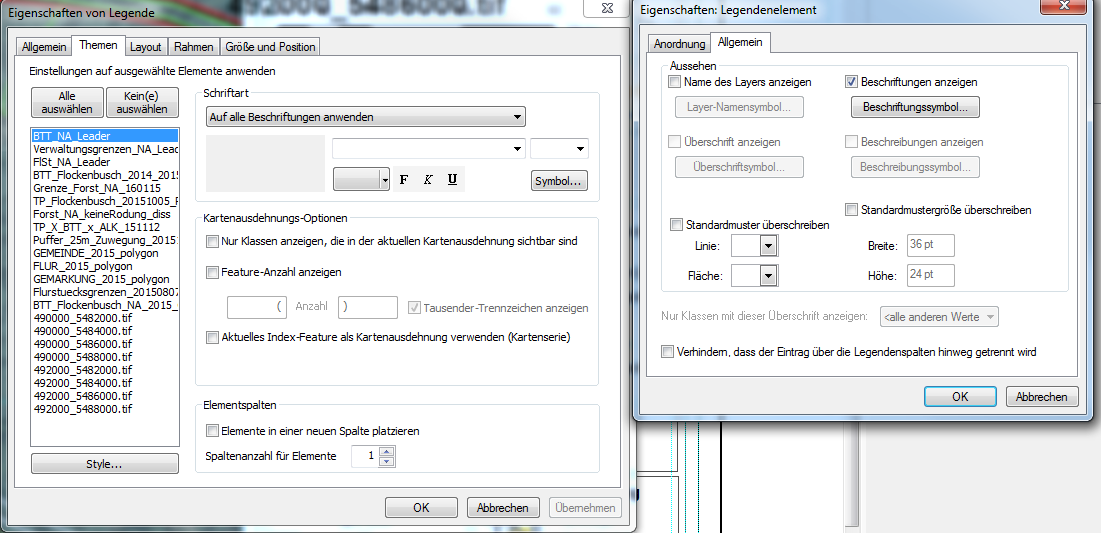 492000_5486000.tif
Eigenschaften von Legende
Allgemein
Themen
Layout
Rahmen
Größe und Position
Einstellungen auf ausgewählte Elemente anwenden
Alle
auswählen
Kein(e)
auswählen
BTT_NA_Leader
Verwaltungsgrenzen_NA_Lead
FlSt_NA_Leader
BTT_Flockenbusch_2014_2015
Grenze_Forst_NA_160115
TP_Flockenbusch_20151005_F
Forst_NA_keineRodung_diss
TP_X_BTT_x_ALK_151112
Puffer_25m_Zuwegung_2015:
GEMEINDE_2015_polygon
FLUR_2015_polygon
GEMARKUNG_2015_polygon
Flurstuecksgrenzen_20150807
BTT_Flockenbusch_NA_2015_
490000_5482000.tif
490000_5484000.tif
490000_5486000.tif
490000_5488000.tif
492000_5482000.tif
492000_5484000.tif
492000_5486000.tif
492000_5488000.tif
Style...
Schriftart
Auf alle Beschriftungen anwenden
F K U
Symbol...
Kartenausdehnungs-Optionen
Nur Klassen anzeigen, die in der aktuellen Kartenausdehnung sichtbar sind
Feature-Anzahl anzeigen
( Anzahl ) Tausender-Trennzeichen anzeigen
Aktuelles Index-Feature als Kartenausdehnung verwenden (Kartenserie)
Elementspalten
Elemente in einer neuen Spalte platzieren
Spaltenanzahl für Elemente 1
OK
Abbrechen
Übernehmen
Eigenschaften: Legendenelement
Anordnung
Allgemein
Aussehen
Name des Layers anzeigen
Beschriftungen anzeigen
Layer-Namensymbol...
Beschriftungssymbol...
Überschrift anzeigen
Beschreibungen anzeigen
Überschriftsymbol...
Beschreibungssymbol...
Standardmustergröße überschreiben
Standardmuster überschreiben
Linie:
Breite: 36 pt
Fläche:
Höhe: 24 pt
Nur Klassen mit dieser Überschrift anzeigen: <alle anderen Werte
Verhindern, dass der Eintrag über die Legendenspalten hinweg getrennt wird
OK
Abbrechen